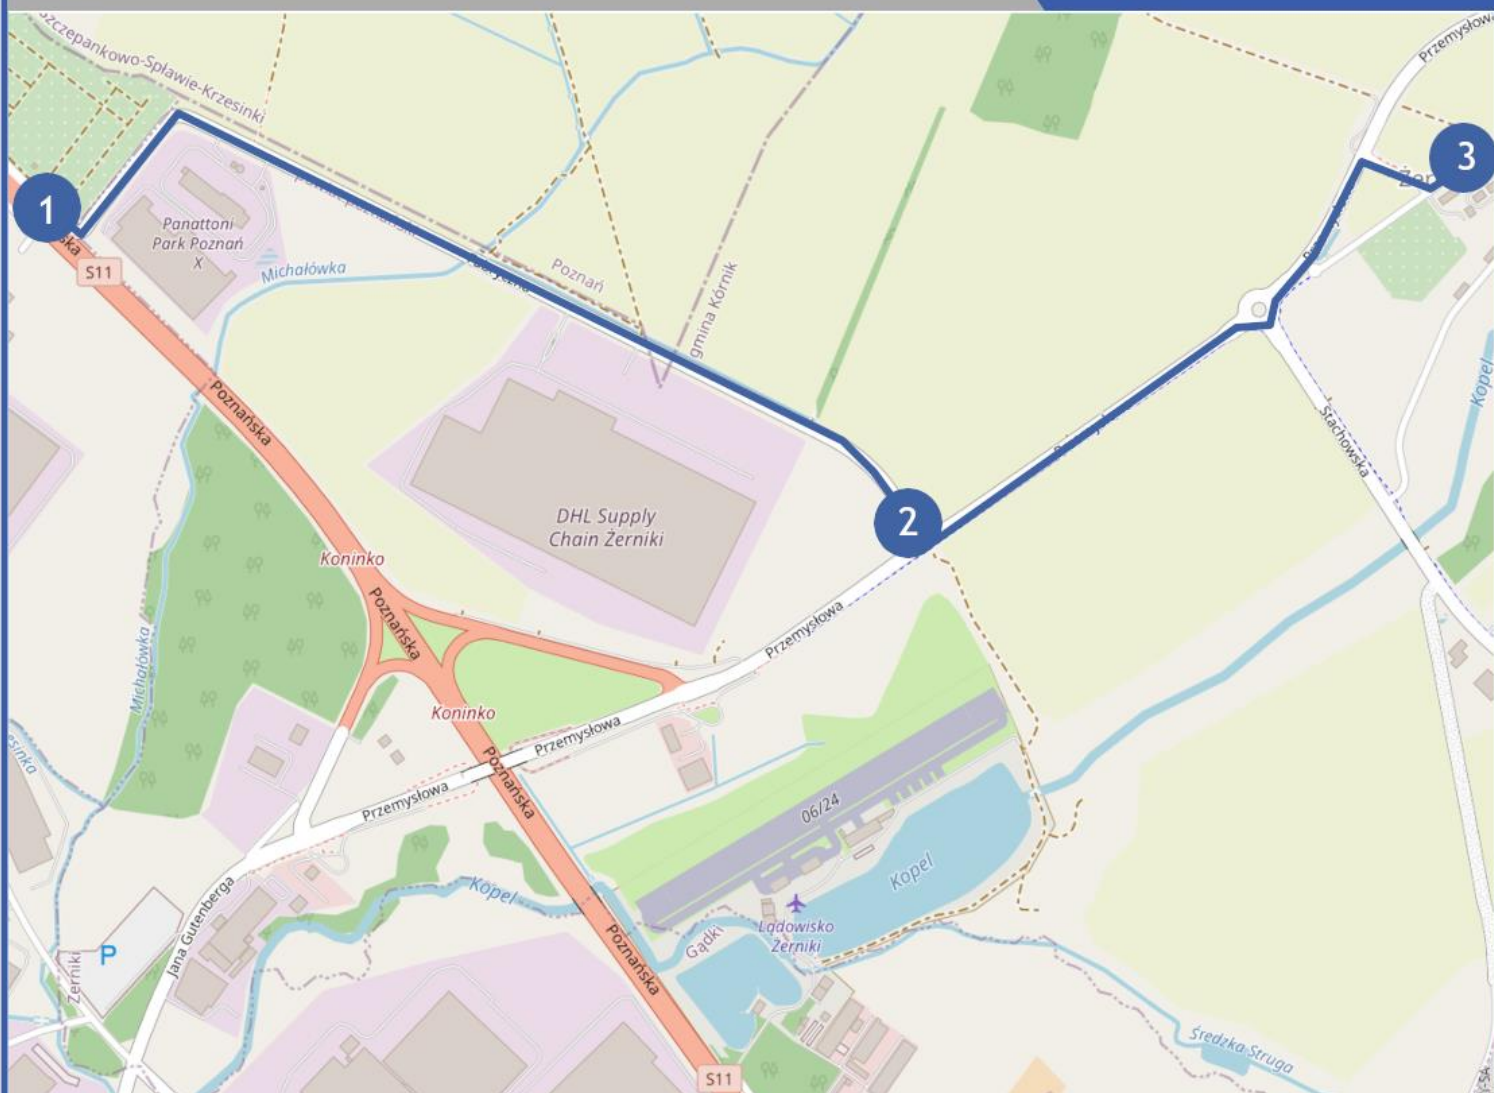 Szczepankowo-Spławie-Krzesinki
Przemysłowa
3
1
Panattoni
Park Poznań
X
S11
Michałówka
Poznań
gmina Kórnik
Kopel
Poznańska
Stachowska
DHL Supply
Chain Żerniki
2
Koninko
Poznańska
Przemysłowa
Michałówka
Koninko
Przemysłowa
Poznańska
Przemysłowa
06/24
Kopel
Kopel
Jana Gutenberga
Lądowisko
Żerniki
Gądki
Poznańska
P
Żerniki
Średzka Struga
S11